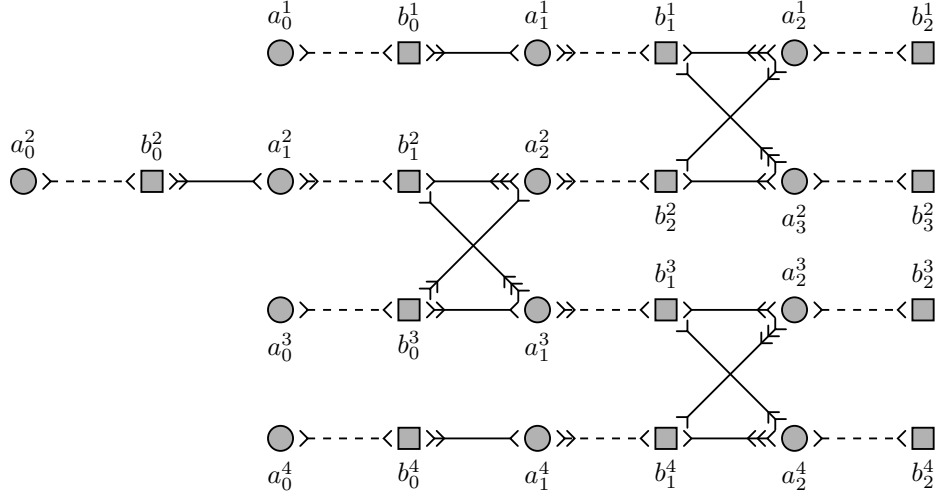 a_0^1 b_0^1 a_1^1 b_1^1 a_2^1 b_2^1
a_0^2 b_0^2 a_1^2 b_1^2 a_2^2
b_2^2 a_3^2 b_3^2
b_1^3 a_2^3 b_2^3
a_0^3 b_0^3 a_1^3
a_0^4 b_0^4 a_1^4 b_1^4 a_2^4 b_2^4